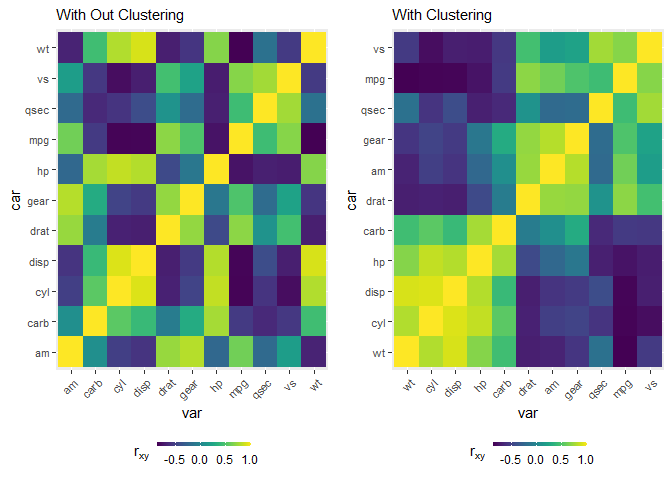 With Out Clustering
car
wt
vs
qsec
mpg
hp
gear
drat
disp
cyl
carb
am
am carb cyl disp drat gear hp mpg qsec vs wt
var
rxy
-0.5 0.0 0.5 1.0
With Clustering
car
vs
mpg
qsec
gear
am
drat
carb
hp
disp
cyl
wt
wt cyl disp hp carb drat am gear qsec mpg vs
var
rxy
-0.5 0.0 0.5 1.0